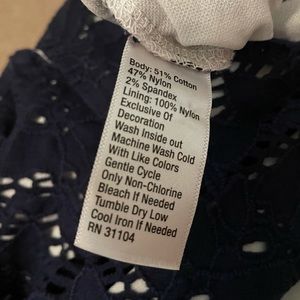 Body: 51% Cotton
47% Nylon
2% Spandex
Lining: 100% Nylon
Exclusive Of
Decoration
Wash Inside out
Machine Wash Cold
With Like Colors
Gentle Cycle
Only Non-Chlorine
Bleach If Needed
Tumble Dry Low
Cool Iron If Needed
RN 31104